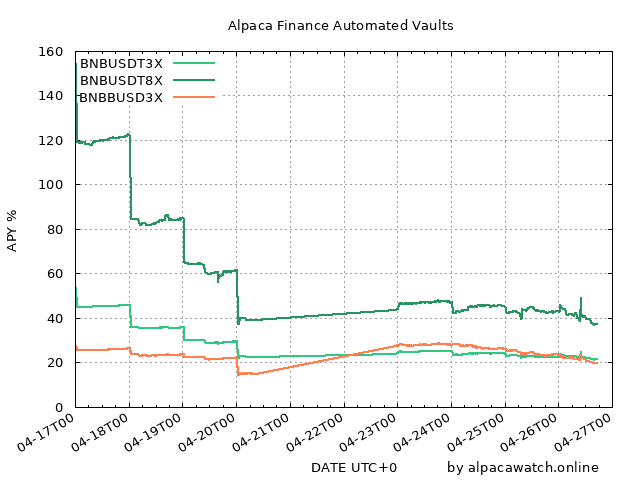 Alpaca Finance Automated Vaults
APY %
160
140
120
100
80
60
40
20
0
BNBUSDT3X
BNBUSDT8X
BNBBUSD3X
04-17T00
04-18T00
04-19T00
04-20T00
04-21T00
04-22T00
04-23T00
04-24T00
04-25T00
04-26T00
04-27T00
DATE UTC+0
by alpacawatch.online